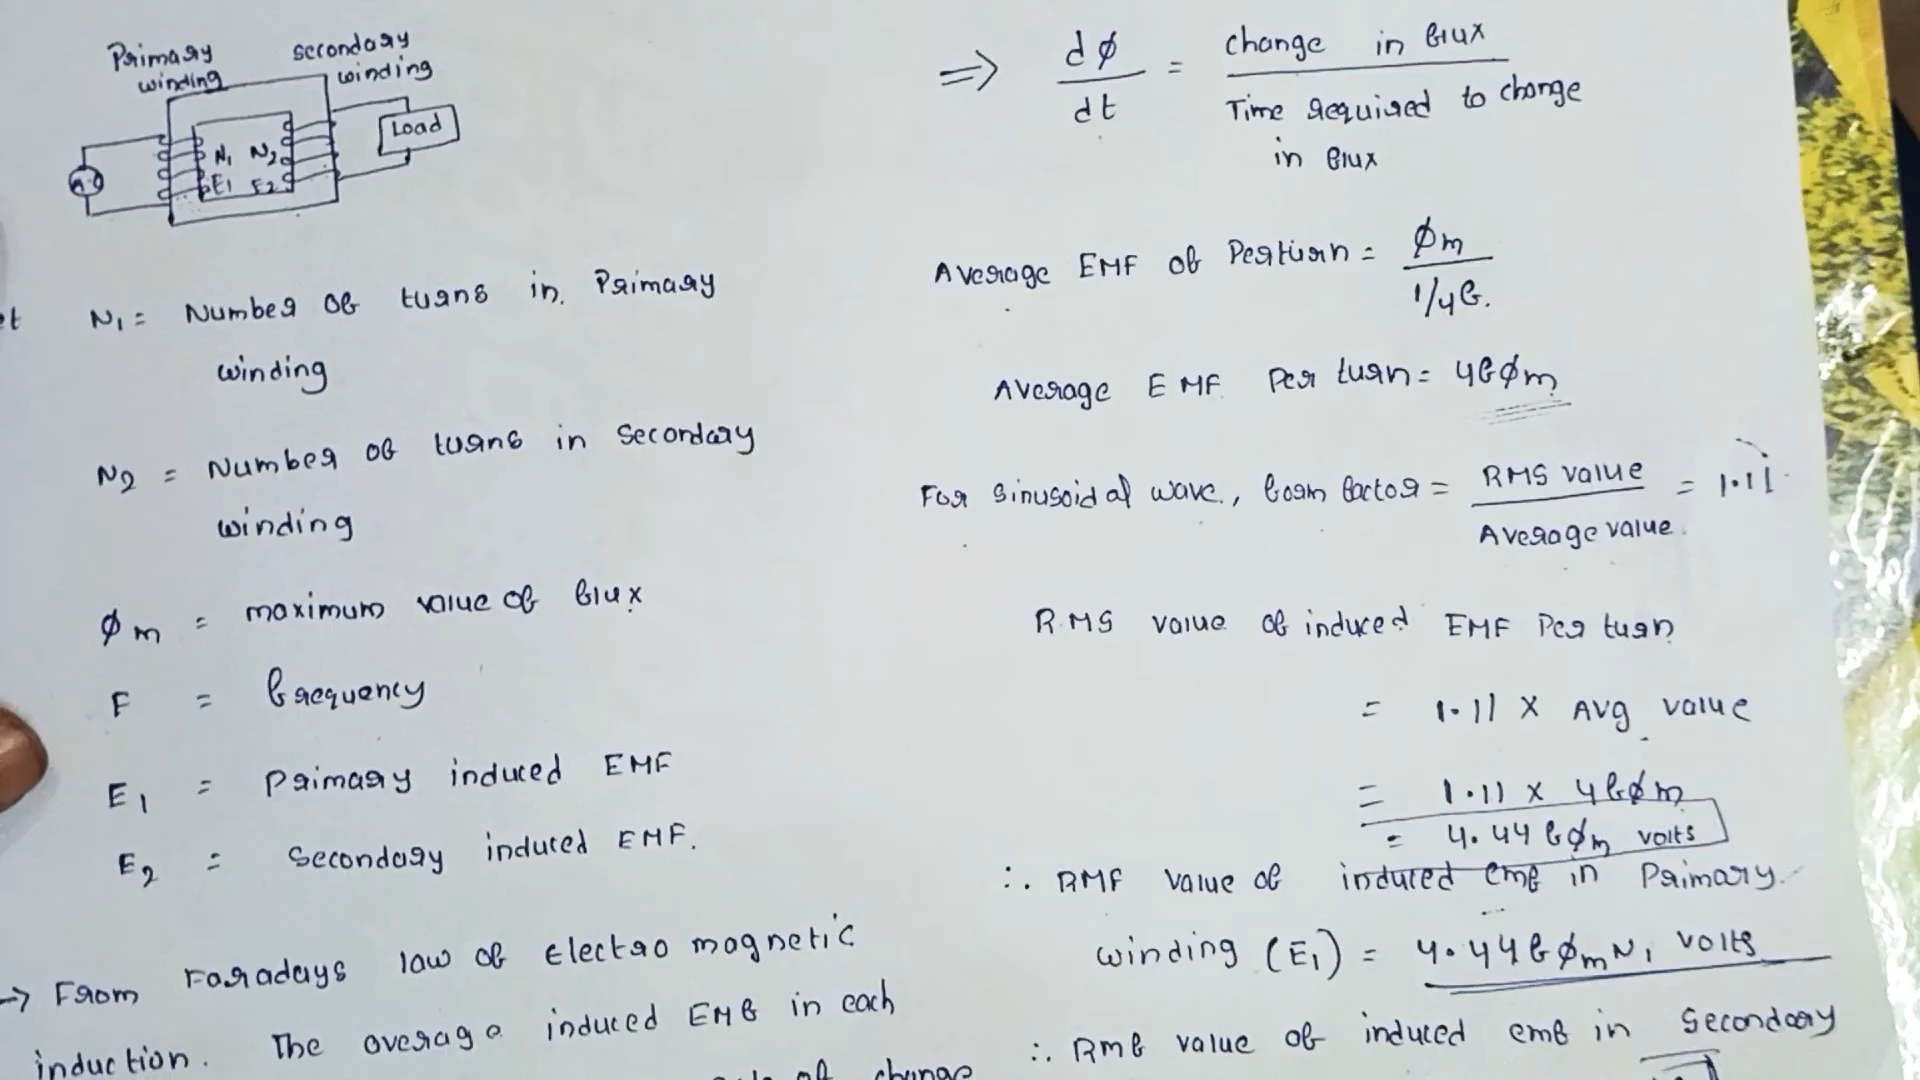 Primary winding
secondary winding
A.C
N1 N2
E1 E2
Load
et N1 = Number of turns in Primary
winding
N2 = Number of turns in secondary
winding
φm = maximum value of flux
F = frequency
E1 = Primary induced EMF
E2 = Secondary induced EMF.
→ From Faradays law of Electro magnetic
induction. The average induced EMF in each
of change
⇒ dφ/dt = change in flux / Time required to change
in flux
Average EMF of Perturn = φm / 1/4f.
Average EMF Per turn = 4fφm
For sinusoidal wave, form factor = RMS value / Average value = 1.11
RMS value of induced EMF Per turn
= 1.11 × Avg value
= 1.11 × 4fφm
= 4.44fφm volts
∴ RMF value of induced emf in Primary
winding (E1) = 4.44fφmN1 volts
∴ Rmf value of induced emf in Secondary